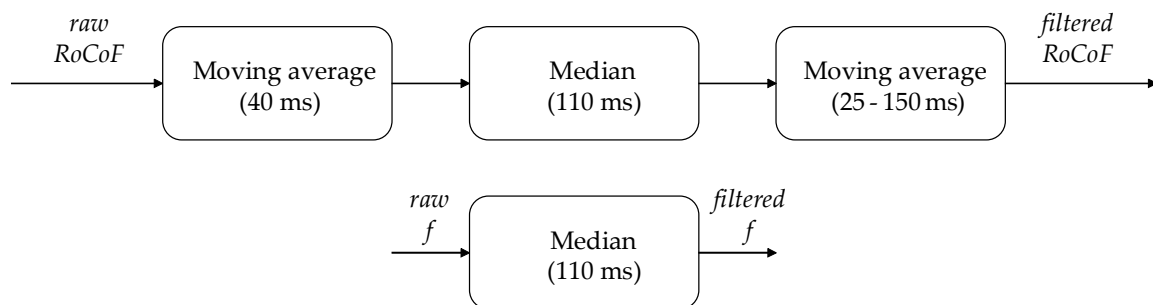 raw
RoCoF
Moving average
(40 ms)
Median
(110 ms)
Moving average
(25 - 150 ms)
filtered
RoCoF
raw
f
Median
(110 ms)
filtered
f